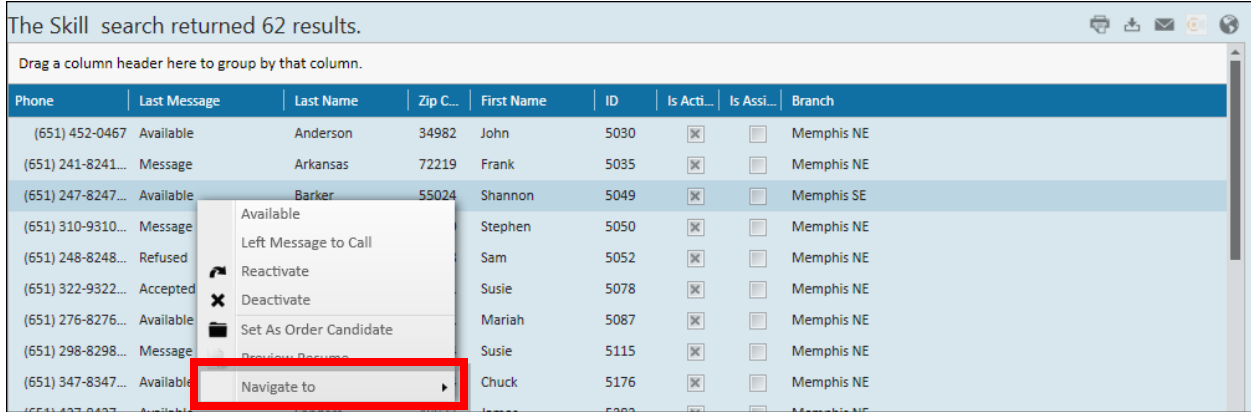 The Skill search returned 62 results.
Drag a column header here to group by that column.
Phone Last Message Last Name Zip C... First Name ID Is Acti... Is Assi... Branch
(651) 452-0467 Available Anderson 34982 John 5030 Memphis NE
(651) 241-8241... Message Arkansas 72219 Frank 5035 Memphis NE
(651) 247-8247... Available Barker 55024 Shannon 5049 Memphis SE
(651) 310-9310... Message Stephen 5050 Memphis NE
(651) 248-8248... Refused Sam 5052 Memphis NE
(651) 322-9322... Accepted Susie 5078 Memphis NE
(651) 276-8276... Available Mariah 5087 Memphis NE
(651) 298-8298... Message Susie 5115 Memphis NE
(651) 347-8347... Available Chuck 5176 Memphis NE
Available
Left Message to Call
Reactivate
Deactivate
Set As Order Candidate
Preview Resume
Navigate to